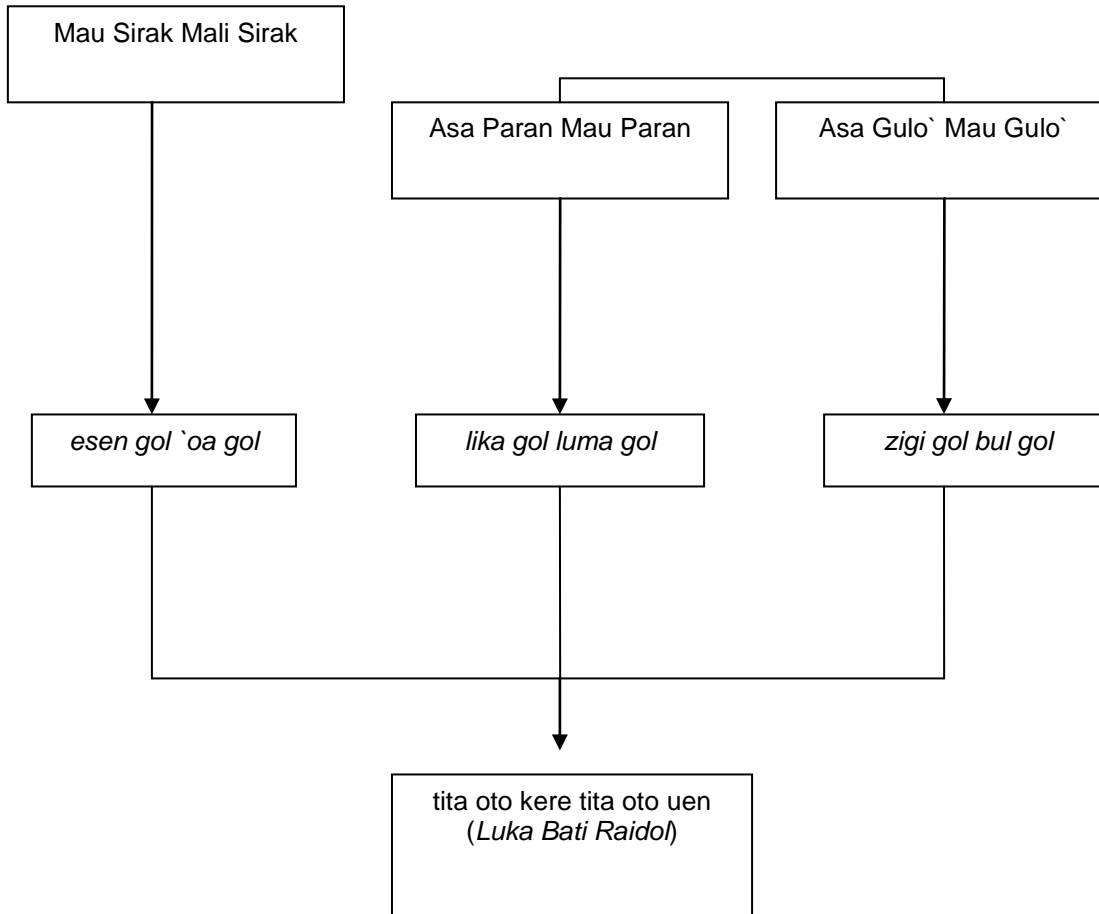 Mau Sirak Mali Sirak
Asa Paran Mau Paran
Asa Gulo` Mau Gulo`
esen gol `oa gol
lika gol luma gol
zigi gol bul gol
tita oto kere tita oto uen
(Luka Bati Raidol)